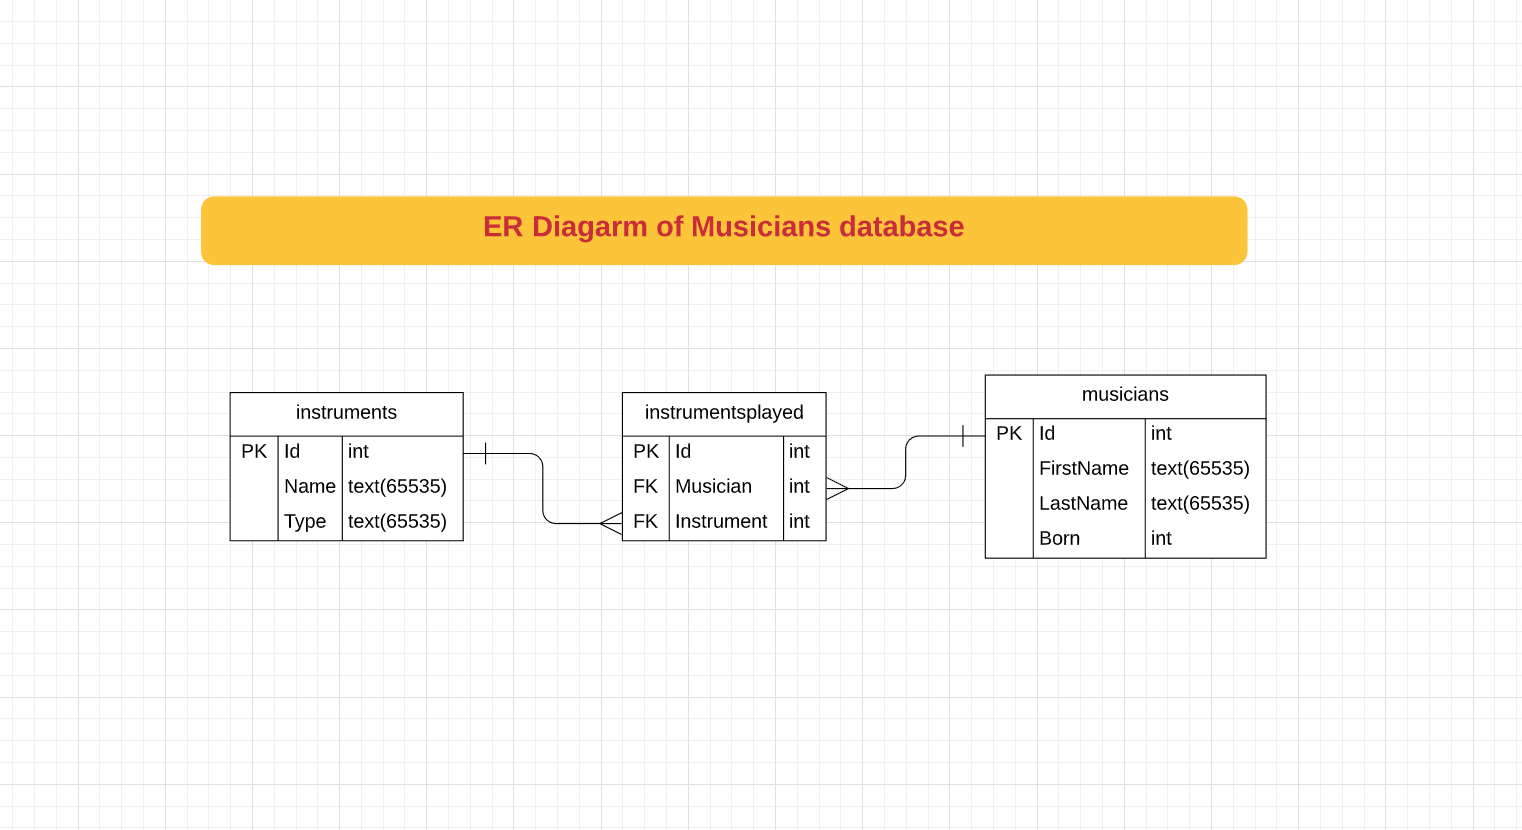 ER Diagarm of Musicians database
instruments
PK Id int
Name text(65535)
Type text(65535)
instrumentsplayed
PK Id int
FK Musician int
FK Instrument int
musicians
PK Id int
FirstName text(65535)
LastName text(65535)
Born int